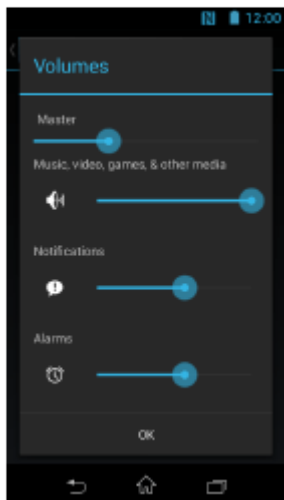 12:00
Volumes
Master
Music, video, games, & other media
Notifications
Alarms
OK